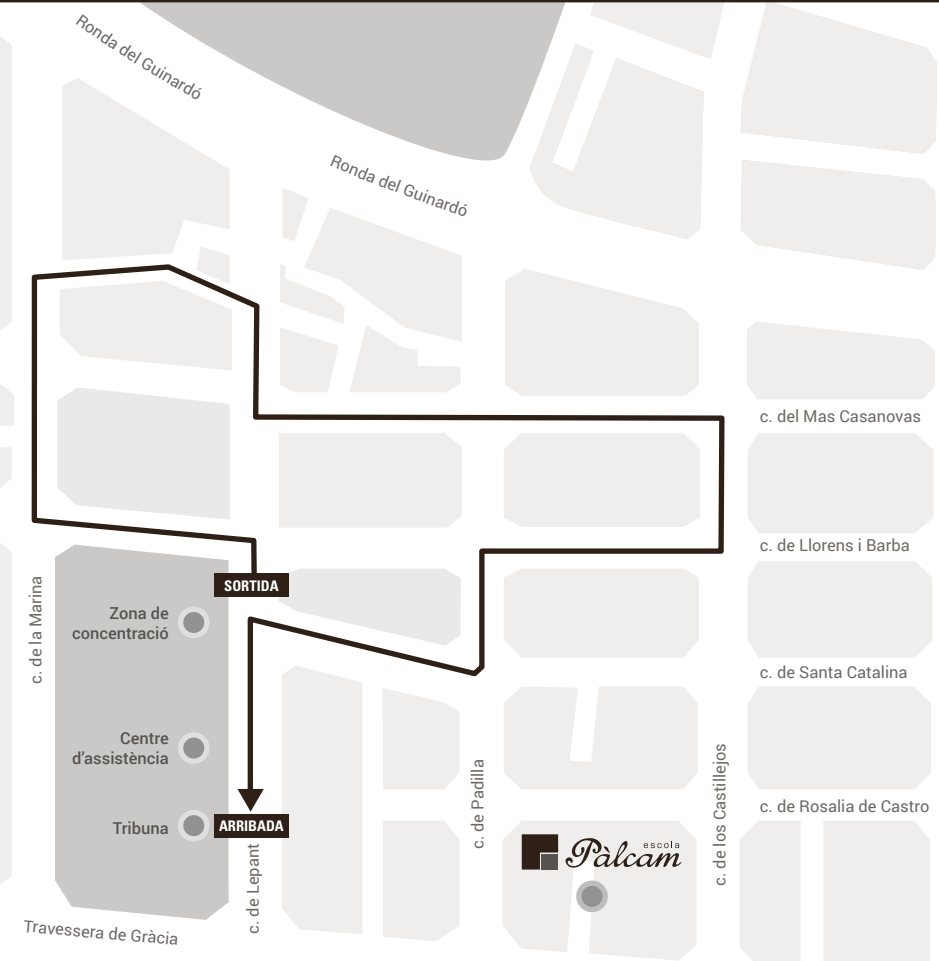 Ronda del Guinardó
Ronda del Guinardó
c. del Mas Casanovas
c. de Llorens i Barba
SORTIDA
c. de la Marina
Zona de
concentració
c. de Santa Catalina
Centre
d'assistència
c. de Padilla
c. de los Castillejos
c. de Rosalia de Castro
Tribuna
ARRIBADA
escola
Pàlcam
c. de Lepant
Travessera de Gràcia